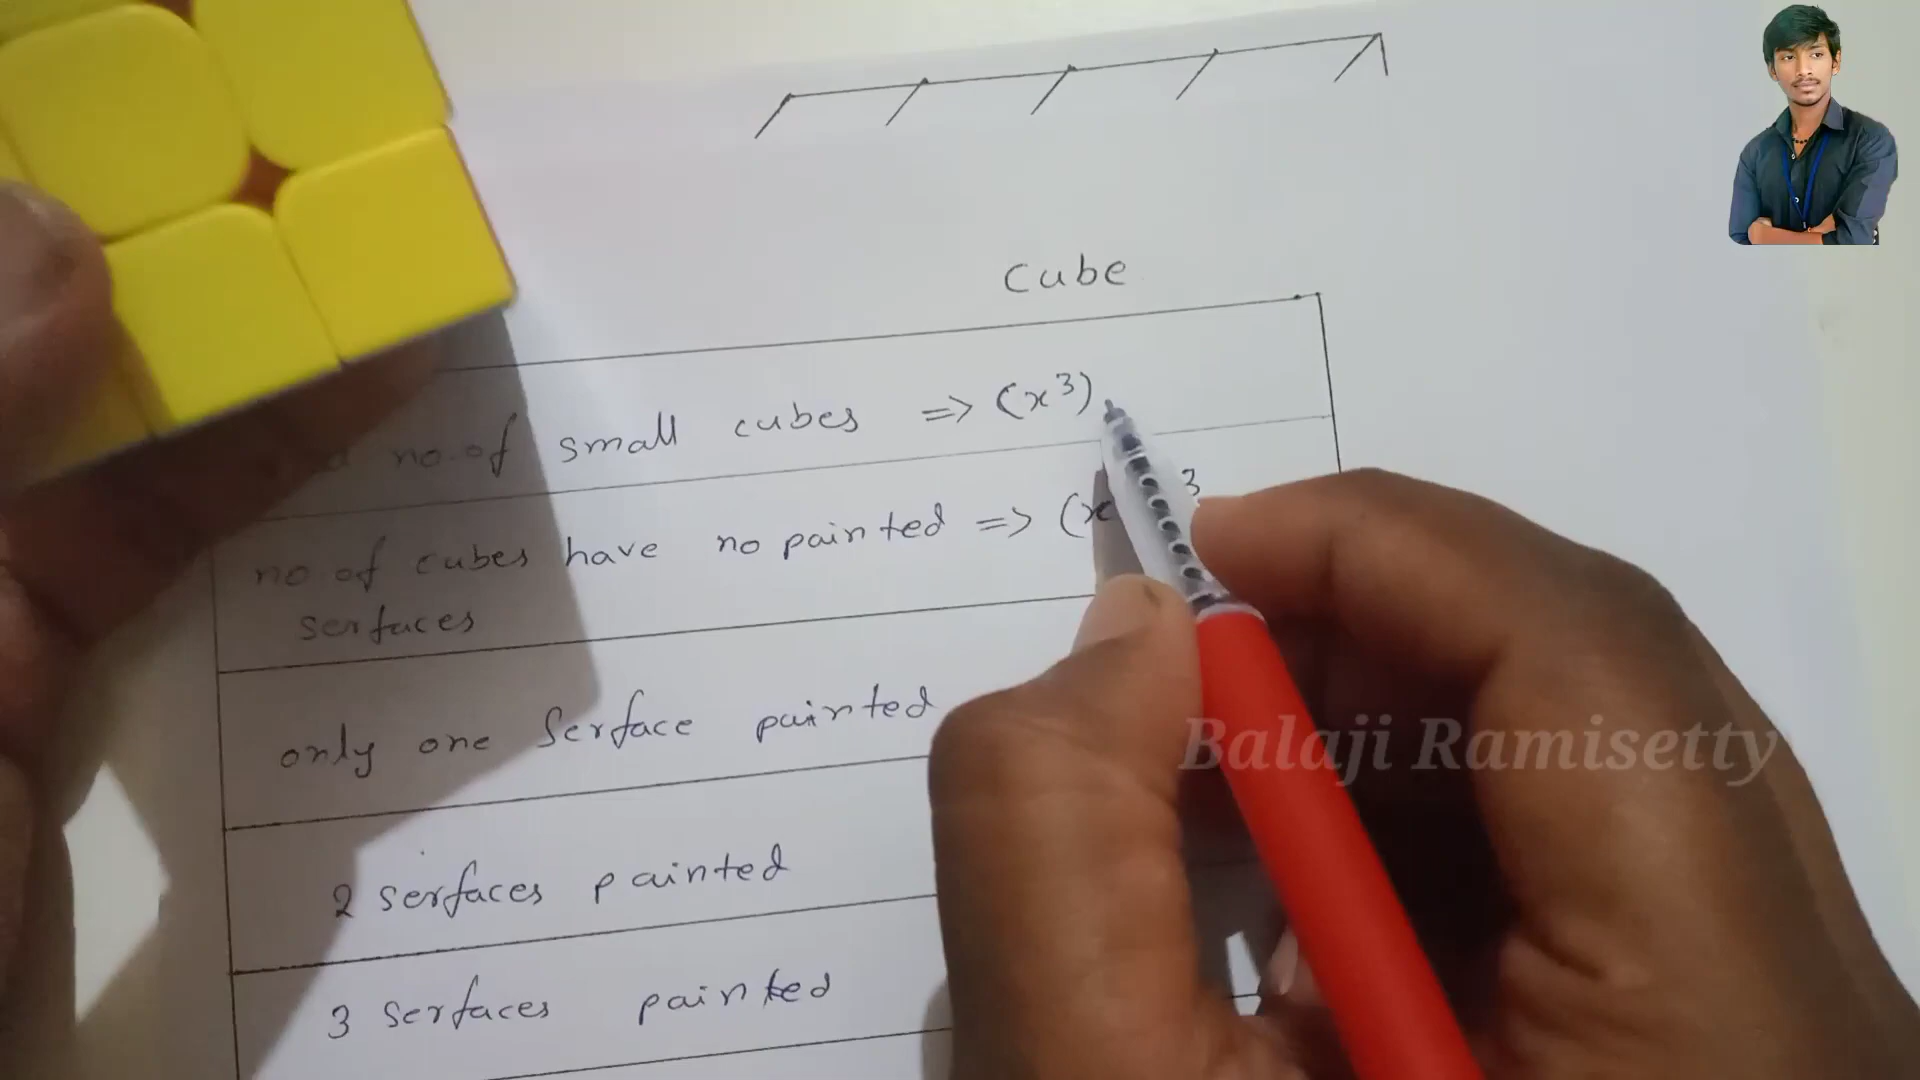 Cube
no.of small cubes => (x³)
no.of cubes have no painted => (x 3
serfaces
only one Serface painted
2 serfaces painted
3 serfaces painted
Balaji Ramisetty